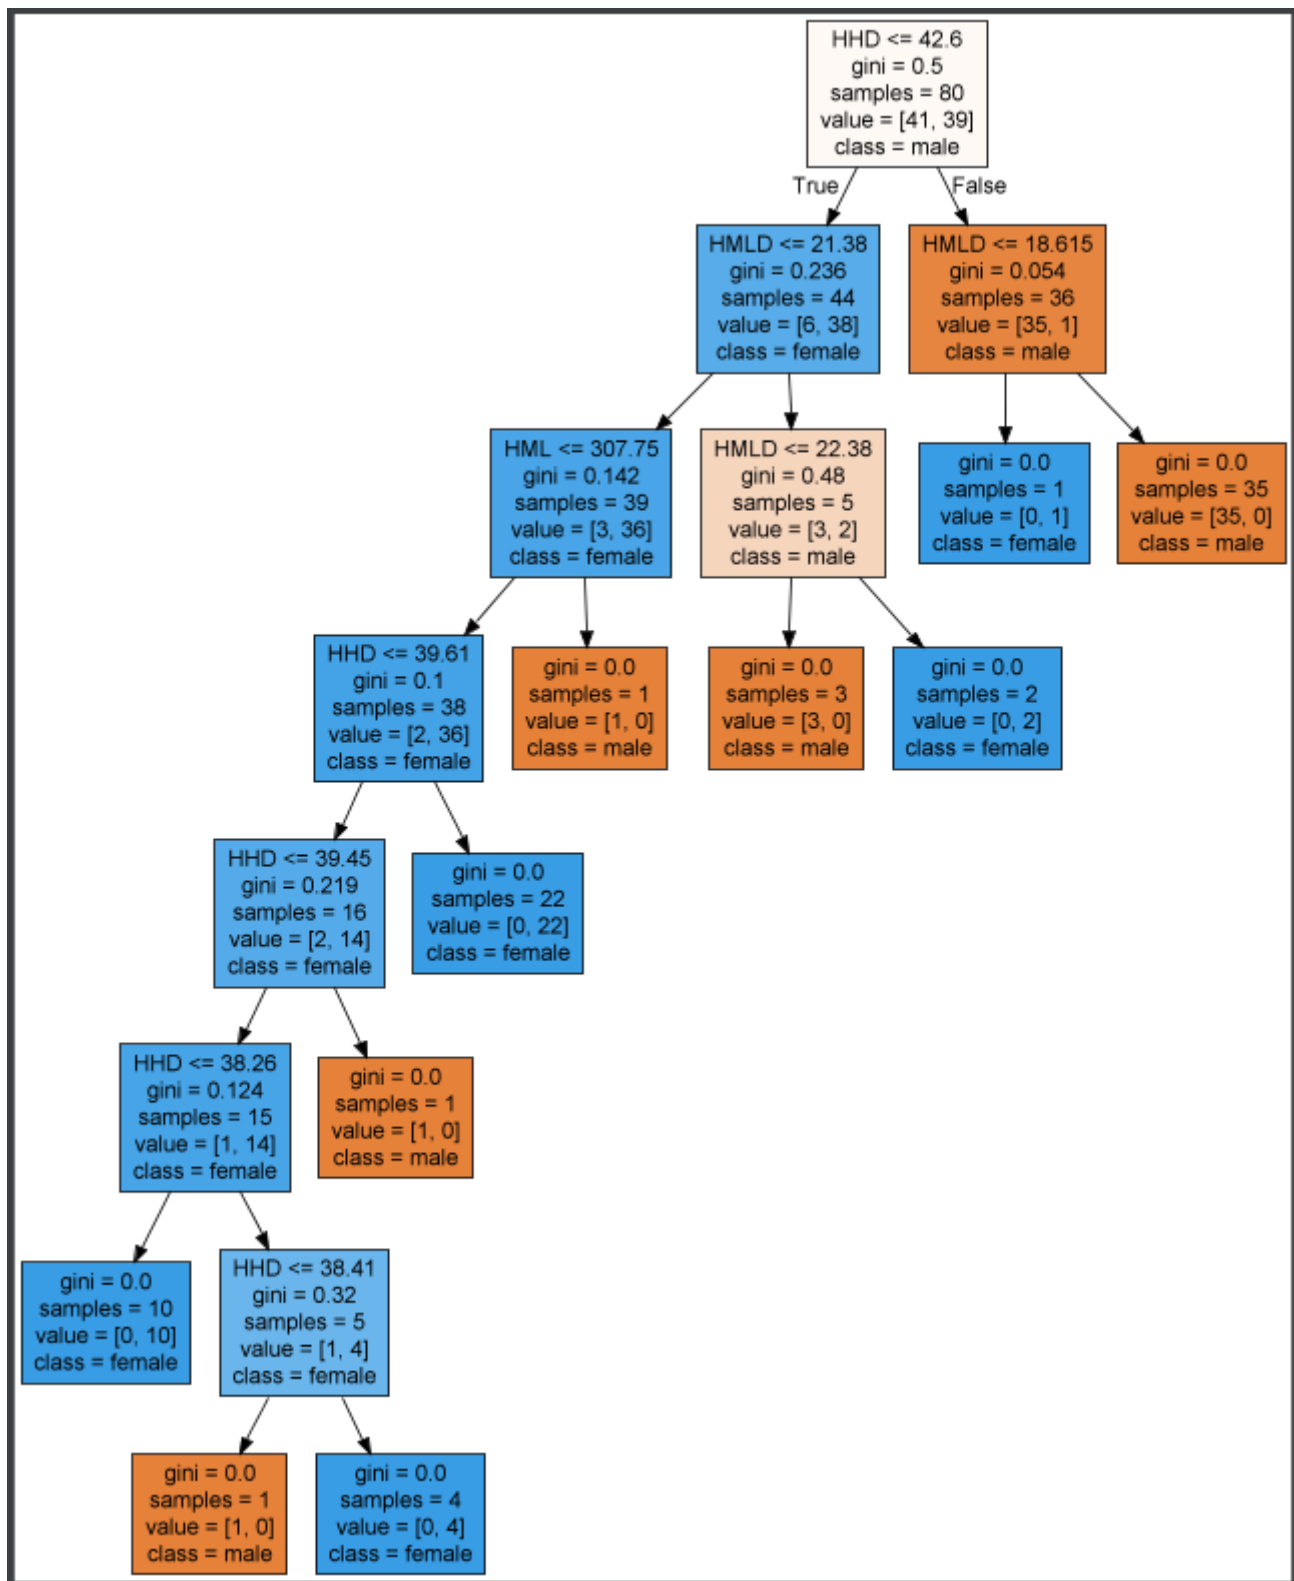 HHD <= 42.6
gini = 0.5
samples = 80
value = [41, 39]
class = male
True
False
HMLD <= 21.38
gini = 0.236
samples = 44
value = [6, 38]
class = female
HMLD <= 18.615
gini = 0.054
samples = 36
value = [35, 1]
class = male
HML <= 307.75
gini = 0.142
samples = 39
value = [3, 36]
class = female
HMLD <= 22.38
gini = 0.48
samples = 5
value = [3, 2]
class = male
gini = 0.0
samples = 1
value = [0, 1]
class = female
gini = 0.0
samples = 35
value = [35, 0]
class = male
HHD <= 39.61
gini = 0.1
samples = 38
value = [2, 36]
class = female
gini = 0.0
samples = 1
value = [1, 0]
class = male
gini = 0.0
samples = 3
value = [3, 0]
class = male
gini = 0.0
samples = 2
value = [0, 2]
class = female
HHD <= 39.45
gini = 0.219
samples = 16
value = [2, 14]
class = female
gini = 0.0
samples = 22
value = [0, 22]
class = female
HHD <= 38.26
gini = 0.124
samples = 15
value = [1, 14]
class = female
gini = 0.0
samples = 1
value = [1, 0]
class = male
gini = 0.0
samples = 10
value = [0, 10]
class = female
HHD <= 38.41
gini = 0.32
samples = 5
value = [1, 4]
class = female
gini = 0.0
samples = 1
value = [1, 0]
class = male
gini = 0.0
samples = 4
value = [0, 4]
class = female